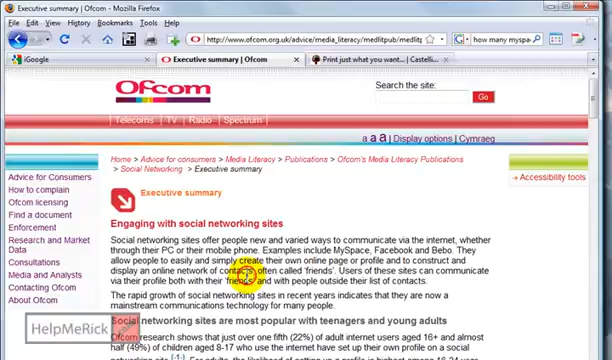 Executive summary | Ofcom - Mozilla Firefox
File Edit View History Bookmarks Tools Help
http://www.ofcom.org.uk/advice/media_literacy/medlitpub/medlitp
how many myspa
iGoogle
Executive summary | Ofcom
Print just what you want... | Castelli...
Ofcom
Search the site:
Go
Telecoms TV Radio Spectrum
a a a | Display options | Cymraeg
Home > Advice for consumers > Media Literacy > Publications > Ofcom's Media Literacy Publications
> Social Networking > Executive summary
Accessibility tools
Advice for Consumers
How to complain
Ofcom licensing
Find a document
Enforcement
Research and Market
Data
Consultations
Media and Analysts
Contacting Ofcom
About Ofcom
Executive summary
Engaging with social networking sites
Social networking sites offer people new and varied ways to communicate via the internet, whether
through their PC or their mobile phone. Examples include MySpace, Facebook and Bebo. They
allow people to easily and simply create their own online page or profile and to construct and
display an online network of contacts, often called 'friends'. Users of these sites can communicate
via their profile both with their 'friends' and with people outside their list of contacts.
The rapid growth of social networking sites in recent years indicates that they are now a
mainstream communications technology for many people.
Social networking sites are most popular with teenagers and young adults
Ofcom research shows that just over one fifth (22%) of adult internet users aged 16+ and almost
half (49%) of children aged 8-17 who use the internet have set up their own profile on a
HelpMeRick